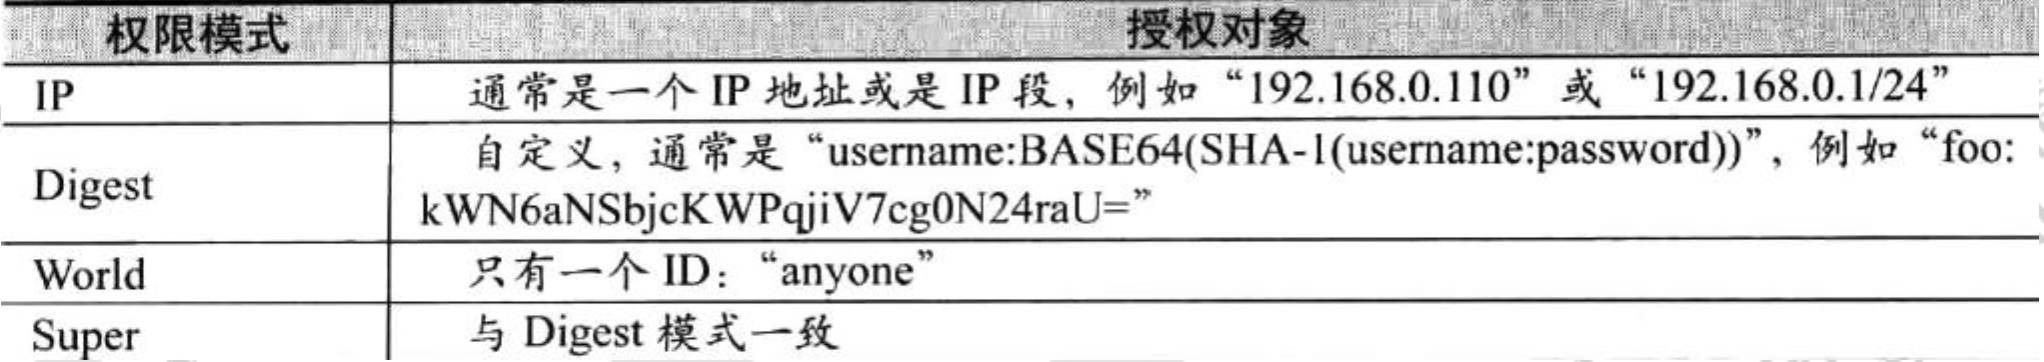 权限模式 授权对象
IP 通常是一个 IP 地址或是 IP 段，例如“192.168.0.110”或“192.168.0.1/24”
自定义，通常是“username:BASE64(SHA-1(username:password))”，例如“foo:
Digest
kWN6aNSbjcKWPqjiV7cg0N24raU=”
World 只有一个 ID：“anyone”
Super 与 Digest 模式一致